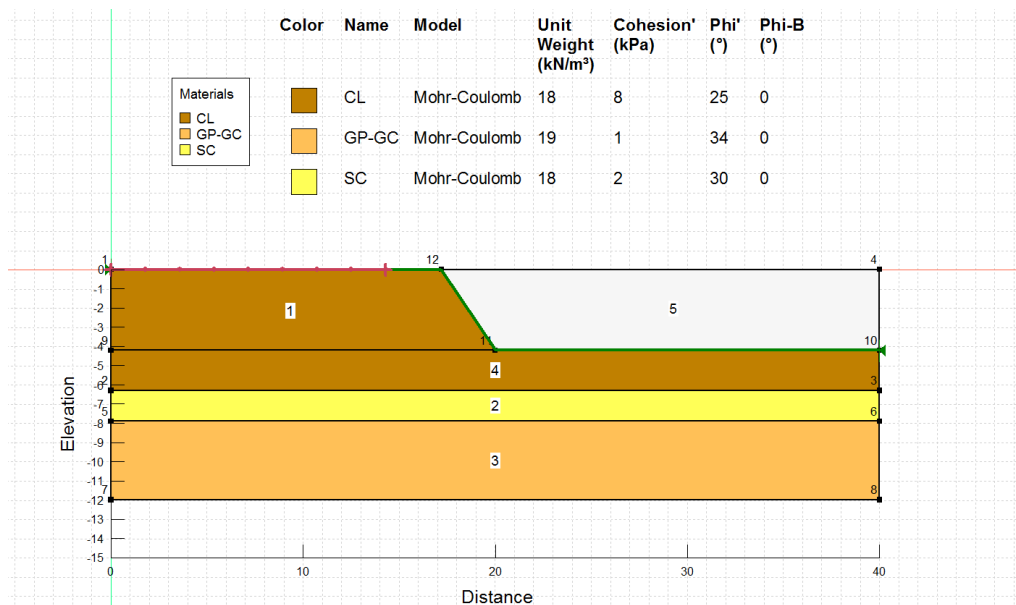 Color Name Model Unit Weight (kN/m³) Cohesion' (kPa) Phi' (°) Phi-B (°)
CL Mohr-Coulomb 18 8 25 0
GP-GC Mohr-Coulomb 19 1 34 0
SC Mohr-Coulomb 18 2 30 0
Materials
CL
GP-GC
SC
1 12 4
0
-1
-2
1 5
-3
9 -4 11 10
-5
4
2 -6 3
-7 2
5 6
-8
-9
-10 3
-11
7 8
-12
-13
-14
-15
Elevation
0 10 20 30 40
Distance